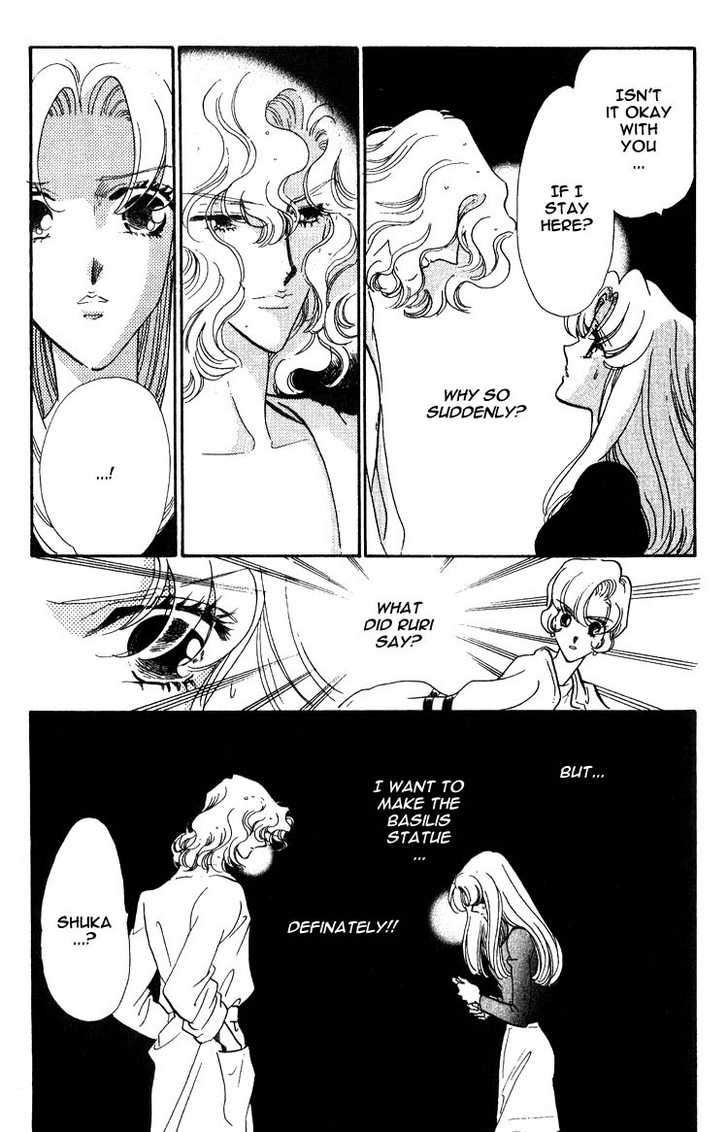 ISN'T
IT OKAY
WITH
YOU
...
IF I
STAY
HERE?
WHY SO
SUDDENLY?
...!
WHAT
DID RURI
SAY?
BUT...
I WANT TO
MAKE THE
BASILIS
STATUE
...
DEFINATELY!!
SHUKA
...?